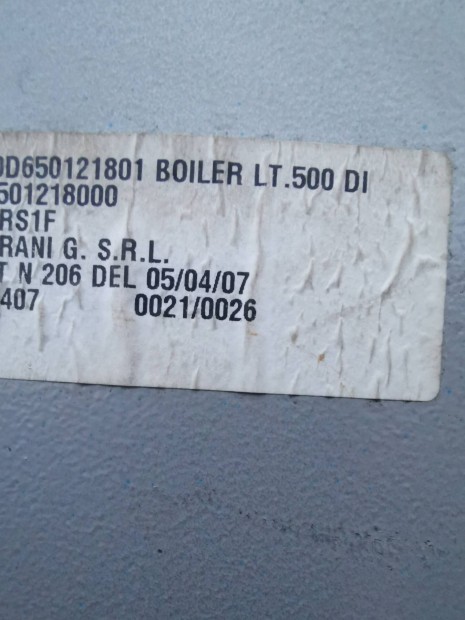 0D650121801 BOILER LT.500 DI
501218000
RS1F
RANI G. S.R.L.
T N 206 DEL 05/04/07
407 0021/0026